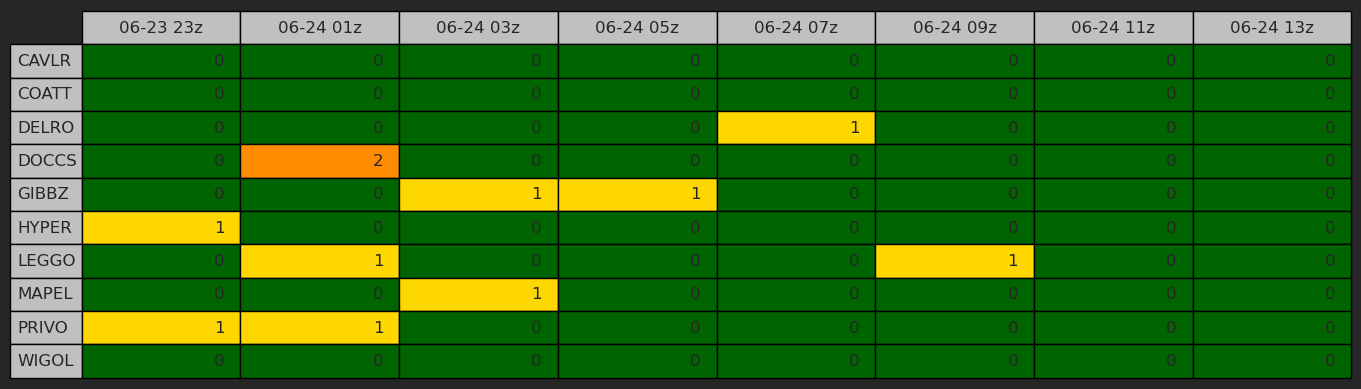 06-23 23z 06-24 01z 06-24 03z 06-24 05z 06-24 07z 06-24 09z 06-24 11z 06-24 13z
CAVLR 0 0 0 0 0 0 0 0
COATT 0 0 0 0 0 0 0 0
DELRO 0 0 0 0 1 0 0 0
DOCCS 0 2 0 0 0 0 0 0
GIBBZ 0 0 1 1 0 0 0 0
HYPER 1 0 0 0 0 0 0 0
LEGGO 0 1 0 0 0 1 0 0
MAPEL 0 0 1 0 0 0 0 0
PRIVO 1 1 0 0 0 0 0 0
WIGOL 0 0 0 0 0 0 0 0